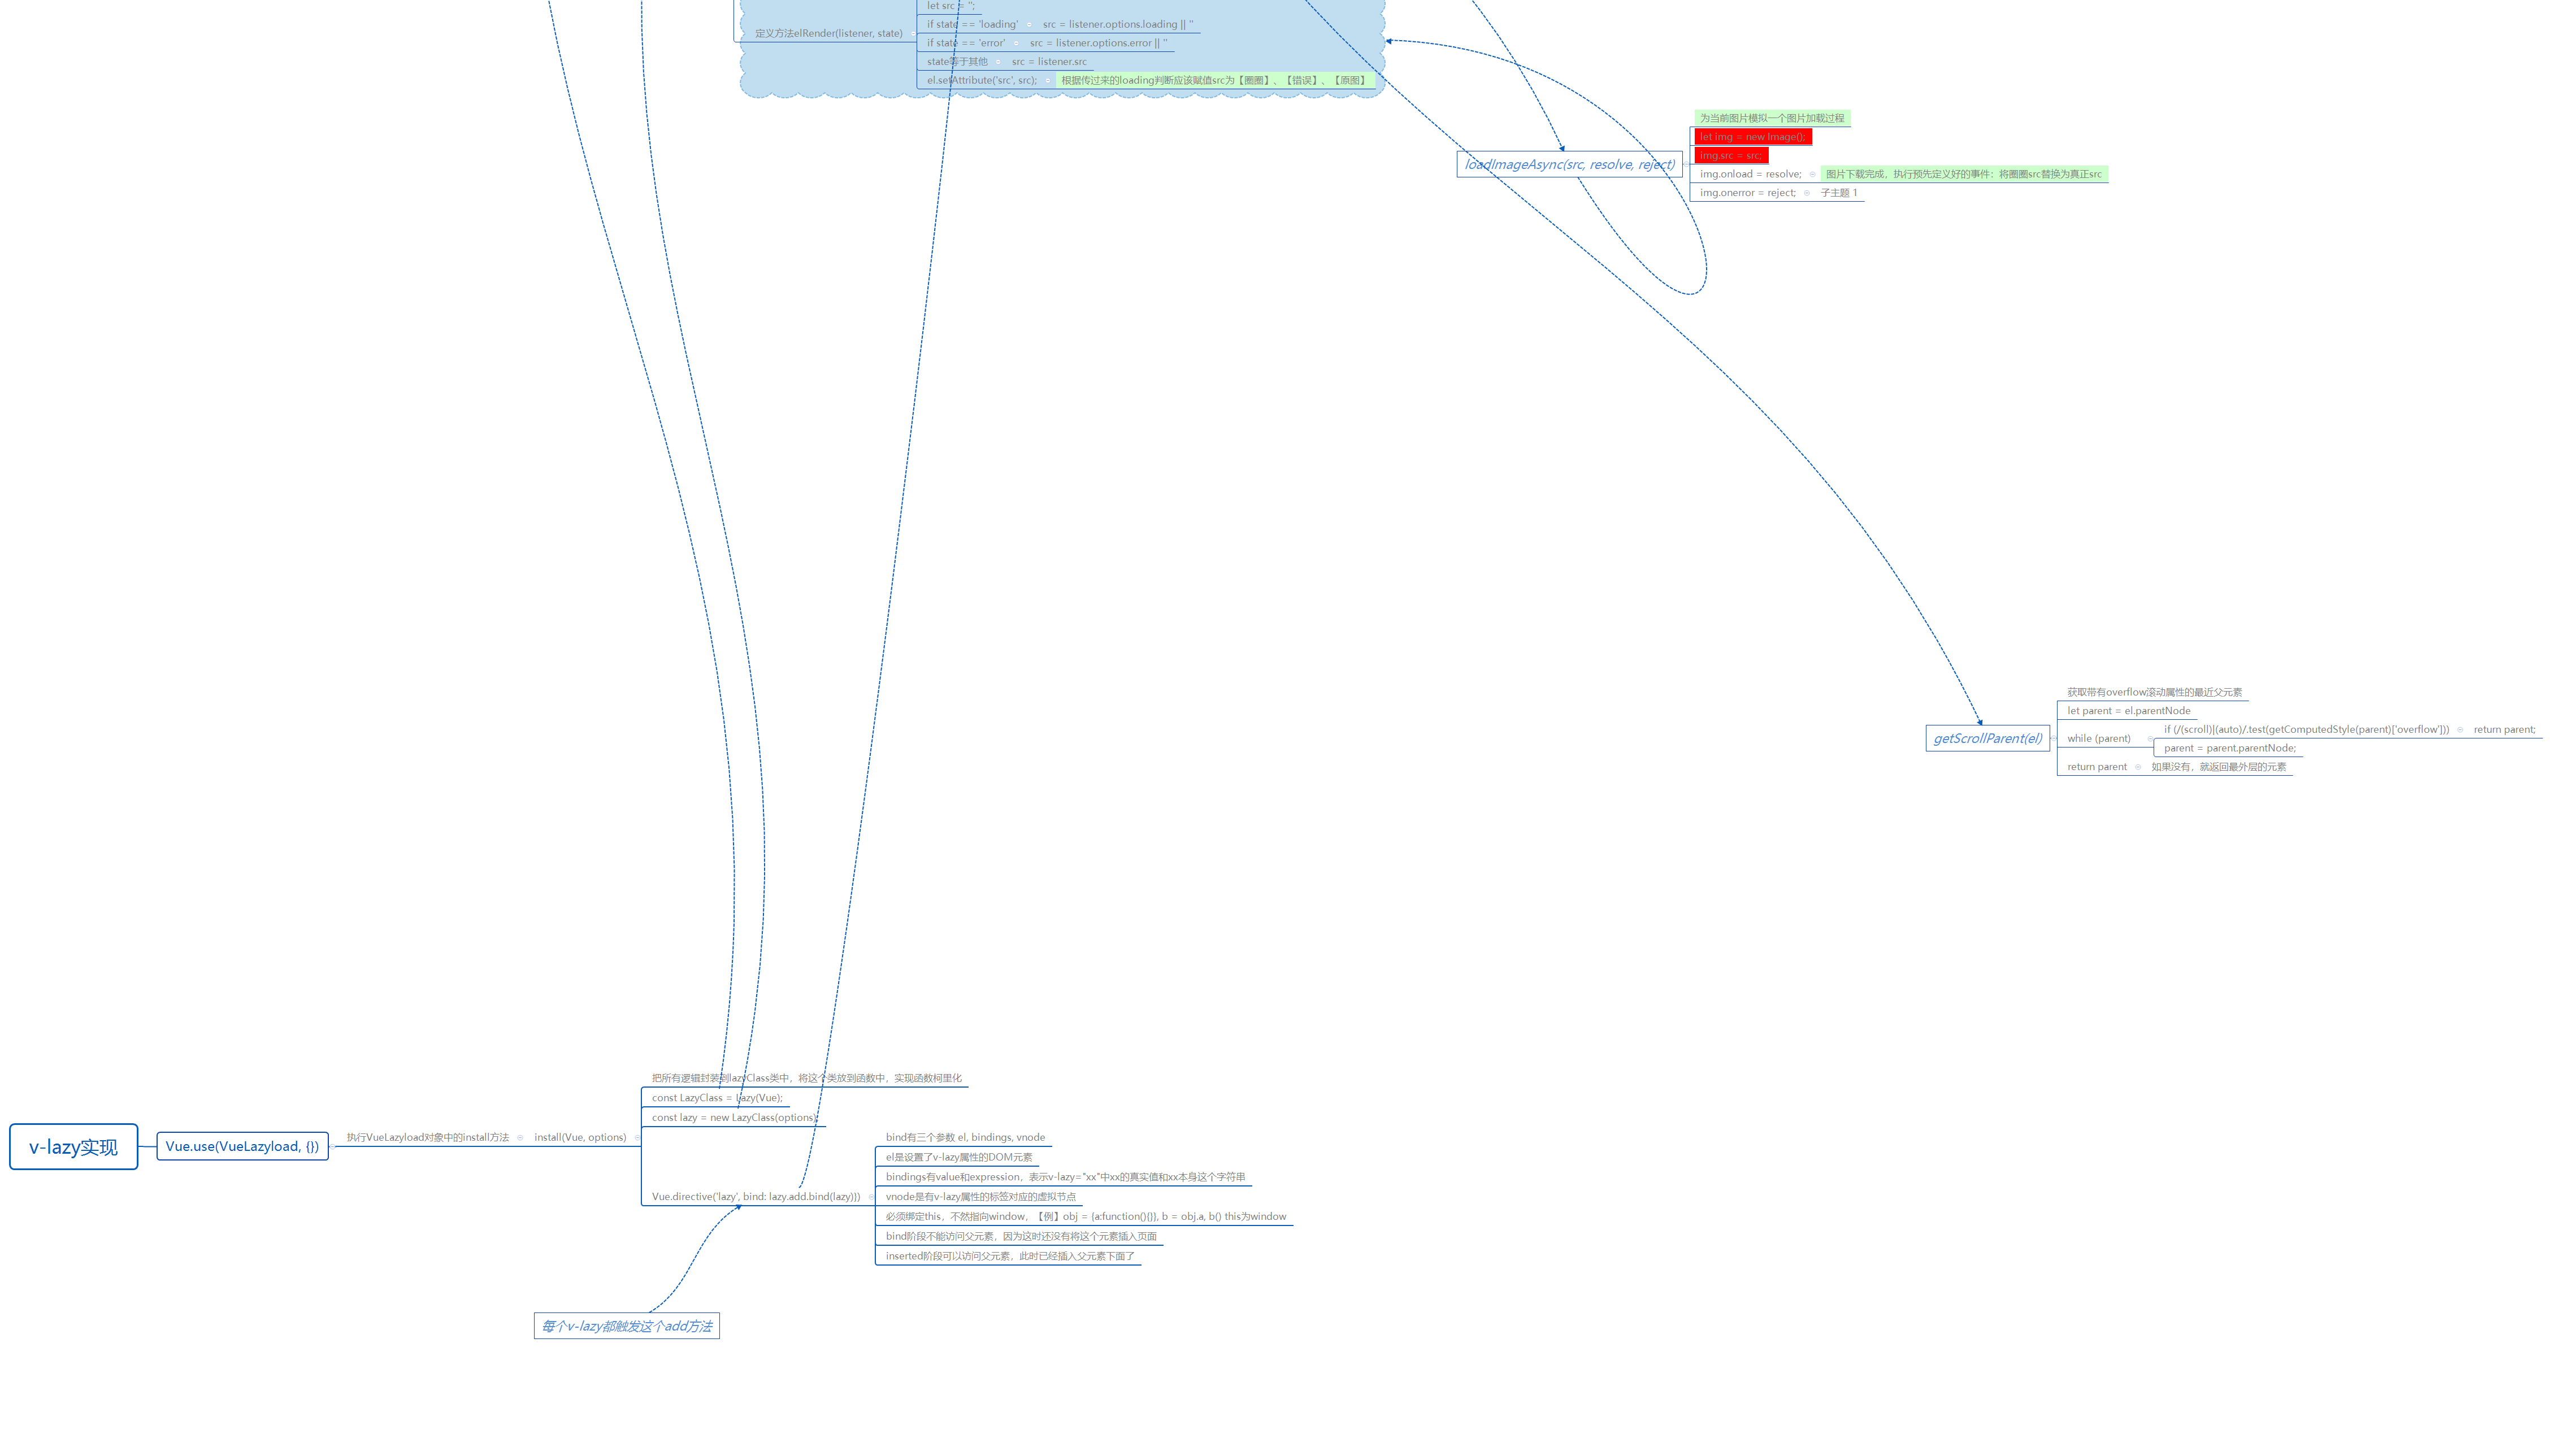 let src = '';
定义方法elRender(listener, state)
if state == 'loading' src = listener.options.loading || ''
if state == 'error' src = listener.options.error || ''
state等于其他 src = listener.src
el.setAttribute('src', src); 根据传过来的loading判断应该赋值src为【圈圈】、【错误】、【原图】
loadImageAsync(src, resolve, reject)
为当前图片模拟一个图片加载过程
let img = new Image();
img.src = src;
img.onload = resolve; 图片下载完成，执行预先定义好的事件：将圈圈src替换为真正src
img.onerror = reject; 子主题 1
getScrollParent(el)
获取带有overflow滚动属性的最近父元素
let parent = el.parentNode
while (parent)
if (/(scroll)|(auto)/.test(getComputedStyle(parent)['overflow'])) return parent;
parent = parent.parentNode;
return parent 如果没有，就返回最外层的元素
v-lazy实现
Vue.use(VueLazyload, {})
执行VueLazyload对象中的install方法 install(Vue, options)
把所有逻辑封装到lazyClass类中，将这个类放到函数中，实现函数柯里化
const LazyClass = Lazy(Vue);
const lazy = new LazyClass(options);
Vue.directive('lazy', bind: lazy.add.bind(lazy)})
bind有三个参数 el, bindings, vnode
el是设置了v-lazy属性的DOM元素
bindings有value和expression，表示v-lazy="xx"中xx的真实值和xx本身这个字符串
vnode是有v-lazy属性的标签对应的虚拟节点
必须绑定this，不然指向window，【例】obj = {a:function(){}}, b = obj.a, b() this为window
bind阶段不能访问父元素，因为这时还没有将这个元素插入页面
inserted阶段可以访问父元素，此时已经插入父元素下面了
每个v-lazy都触发这个add方法